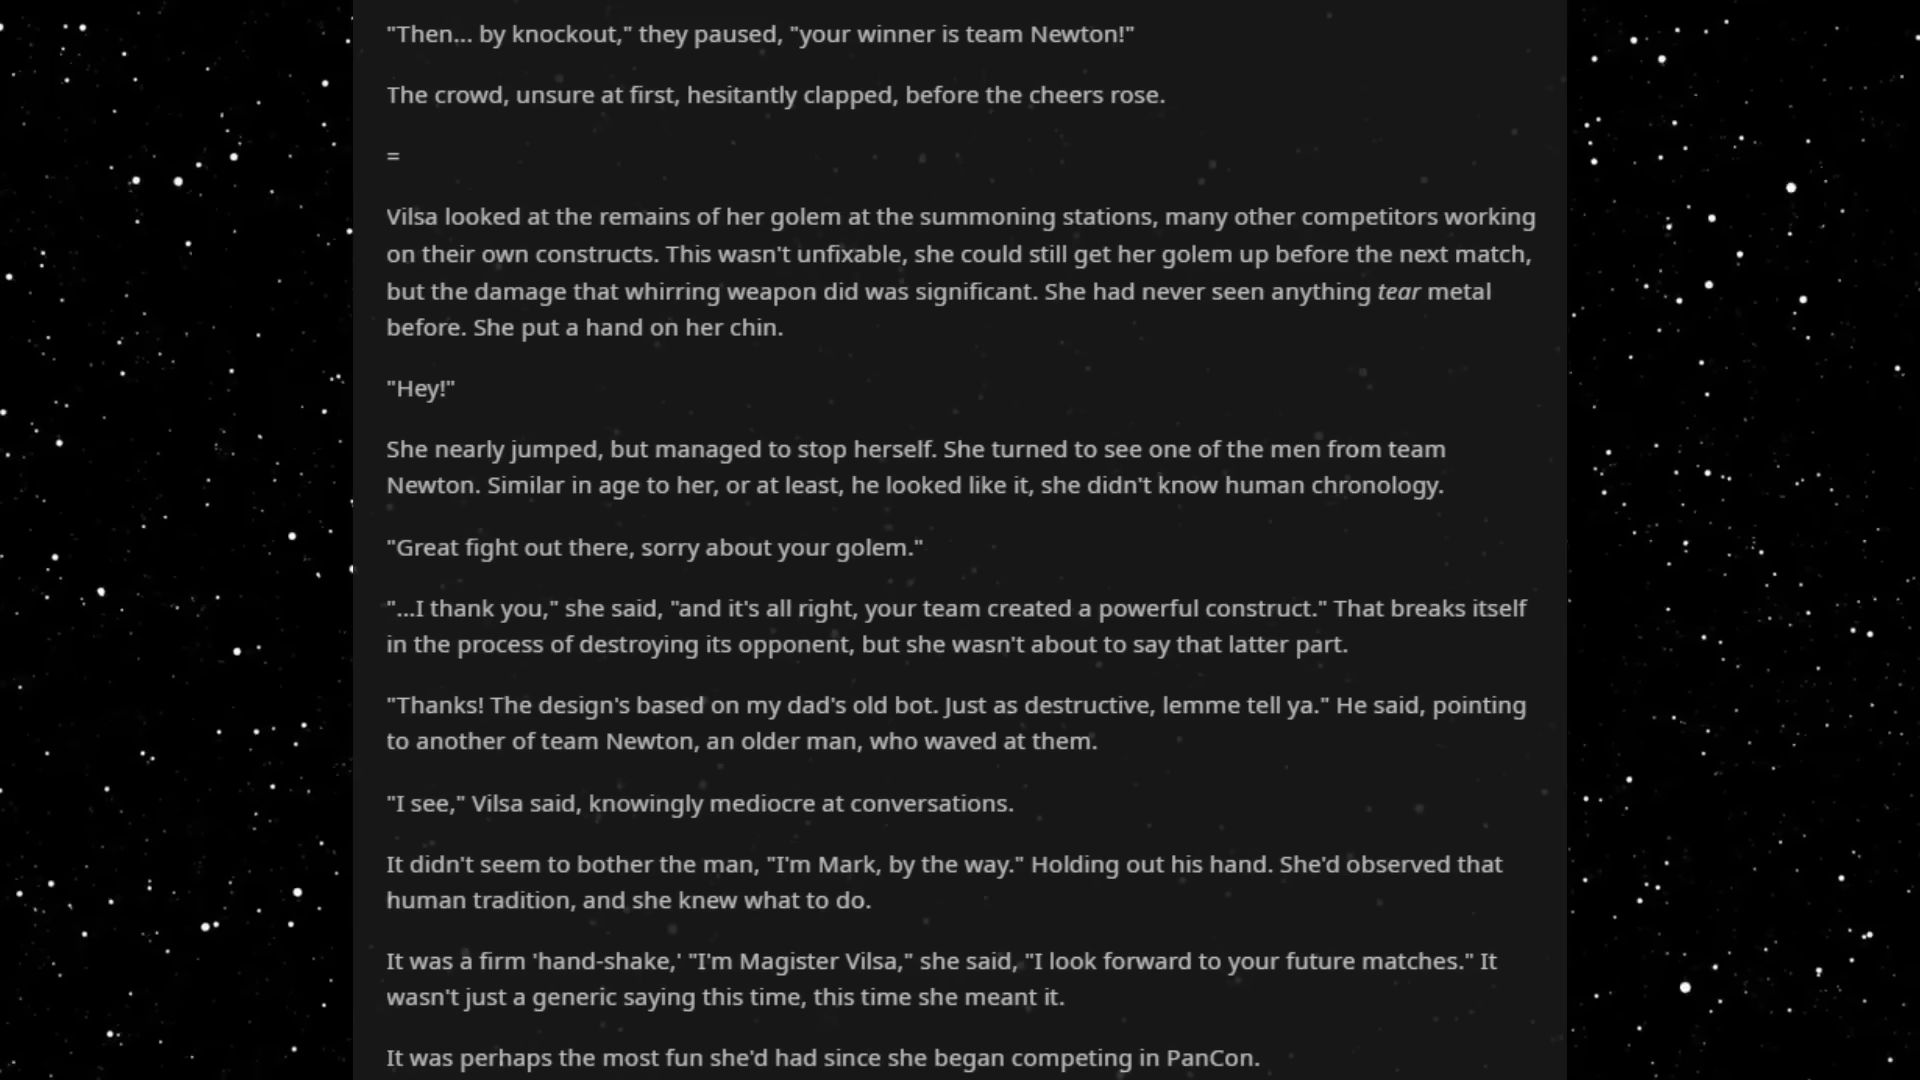 "Then... by knockout," they paused, "your winner is team Newton!"
The crowd, unsure at first, hesitantly clapped, before the cheers rose.
=
Vilsa looked at the remains of her golem at the summoning stations, many other competitors working
on their own constructs. This wasn't unfixable, she could still get her golem up before the next match,
but the damage that whirring weapon did was significant. She had never seen anything tear metal
before. She put a hand on her chin.
"Hey!"
She nearly jumped, but managed to stop herself. She turned to see one of the men from team
Newton. Similar in age to her, or at least, he looked like it, she didn't know human chronology.
"Great fight out there, sorry about your golem."
"...I thank you," she said, "and it's all right, your team created a powerful construct." That breaks itself
in the process of destroying its opponent, but she wasn't about to say that latter part.
"Thanks! The design's based on my dad's old bot. Just as destructive, lemme tell ya." He said, pointing
to another of team Newton, an older man, who waved at them.
"I see," Vilsa said, knowingly mediocre at conversations.
It didn't seem to bother the man, "I'm Mark, by the way." Holding out his hand. She'd observed that
human tradition, and she knew what to do.
It was a firm 'hand-shake,' "I'm Magister Vilsa," she said, "I look forward to your future matches." It
wasn't just a generic saying this time, this time she meant it.
It was perhaps the most fun she'd had since she began competing in PanCon.